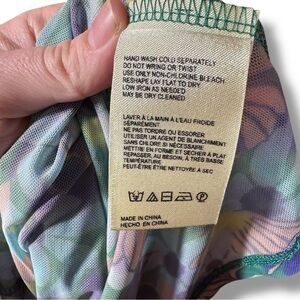 HAND WASH COLD SEPARATELY
DO NOT WRING OR TWIST
USE ONLY NON-CHLORINE BLEACH
RESHAPE LAY FLAT TO DRY
LOW IRON AS NEEDED
MAY BE DRY CLEANED
LAVER À LA MAIN À L'EAU FROIDE
SÉPARÉMENT
NE PAS TORDRE OU ESSORER
UTILISER UN AGENT DE BLANCHIMENT
SANS CHLORE SI NÉCESSAIRE
METTRE EN FORME ET SÉCHER À PLAT
REPASSER, AU BESOIN, À TRÈS BASSE
TEMPÉRATURE
PEUT-ÊTRE ÊTRE NETTOYÉE À SEC
MADE IN CHINA
HECHO EN CHINA